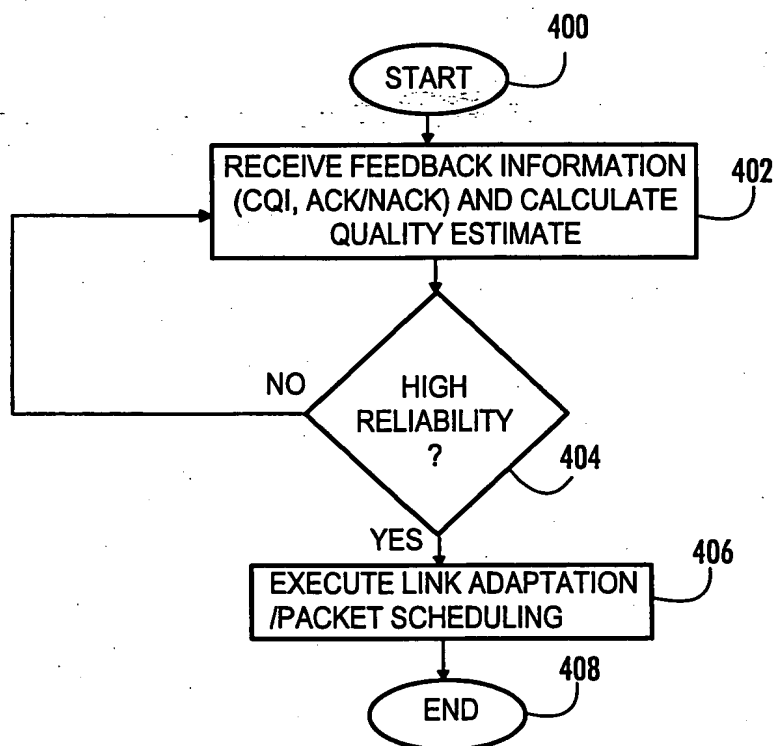 400
START
RECEIVE FEEDBACK INFORMATION
(CQI, ACK/NACK) AND CALCULATE
QUALITY ESTIMATE
402
NO
HIGH
RELIABILITY
?
404
YES
406
EXECUTE LINK ADAPTATION
/PACKET SCHEDULING
408
END